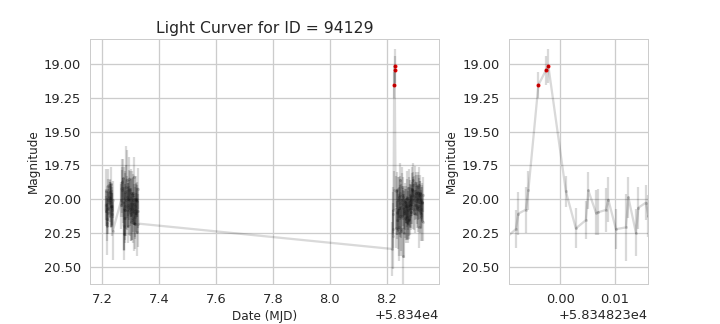 Light Curver for ID = 94129
Magnitude
19.00
19.25
19.50
19.75
20.00
20.25
20.50
7.2 7.4 7.6 7.8 8.0 8.2
Date (MJD)
+5.834e4
Magnitude
19.00
19.25
19.50
19.75
20.00
20.25
20.50
0.00 0.01
+5.834823e4